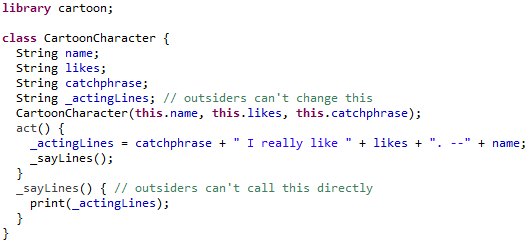 library cartoon;
class CartoonCharacter {
String name;
String likes;
String catchphrase;
String _actingLines; // outsiders can't change this
CartoonCharacter(this.name, this.likes, this.catchphrase);
act() {
_actingLines = catchphrase + " I really like " + likes + ". --" + name;
_sayLines();
}
_sayLines() { // outsiders can't call this directly
print(_actingLines);
}
}